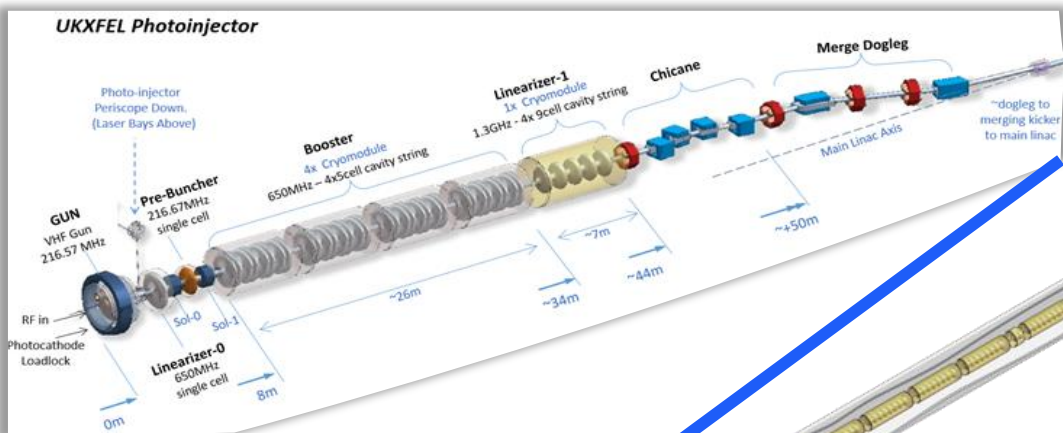 UKXFEL Photoinjector
Photo-injector
Periscope Down.
(Laser Bays Above)
GUN
VHF Gun
216.57 MHz
Pre-Buncher
216.67MHz
single cell
Booster
4x Cryomodule
650MHz – 4x5cell cavity string
Linearizer-1
1x Cryomodule
1.3GHz - 4x 9cell cavity string
Chicane
Merge Dogleg
~dogleg to
merging kicker
to main linac
Main Linac Axis
RF in
Photocathode
Loadlock
Sol-0
Sol-1
Linearizer-0
650MHz
single cell
0m
8m
~26m
~34m
~7m
~44m
~+50m